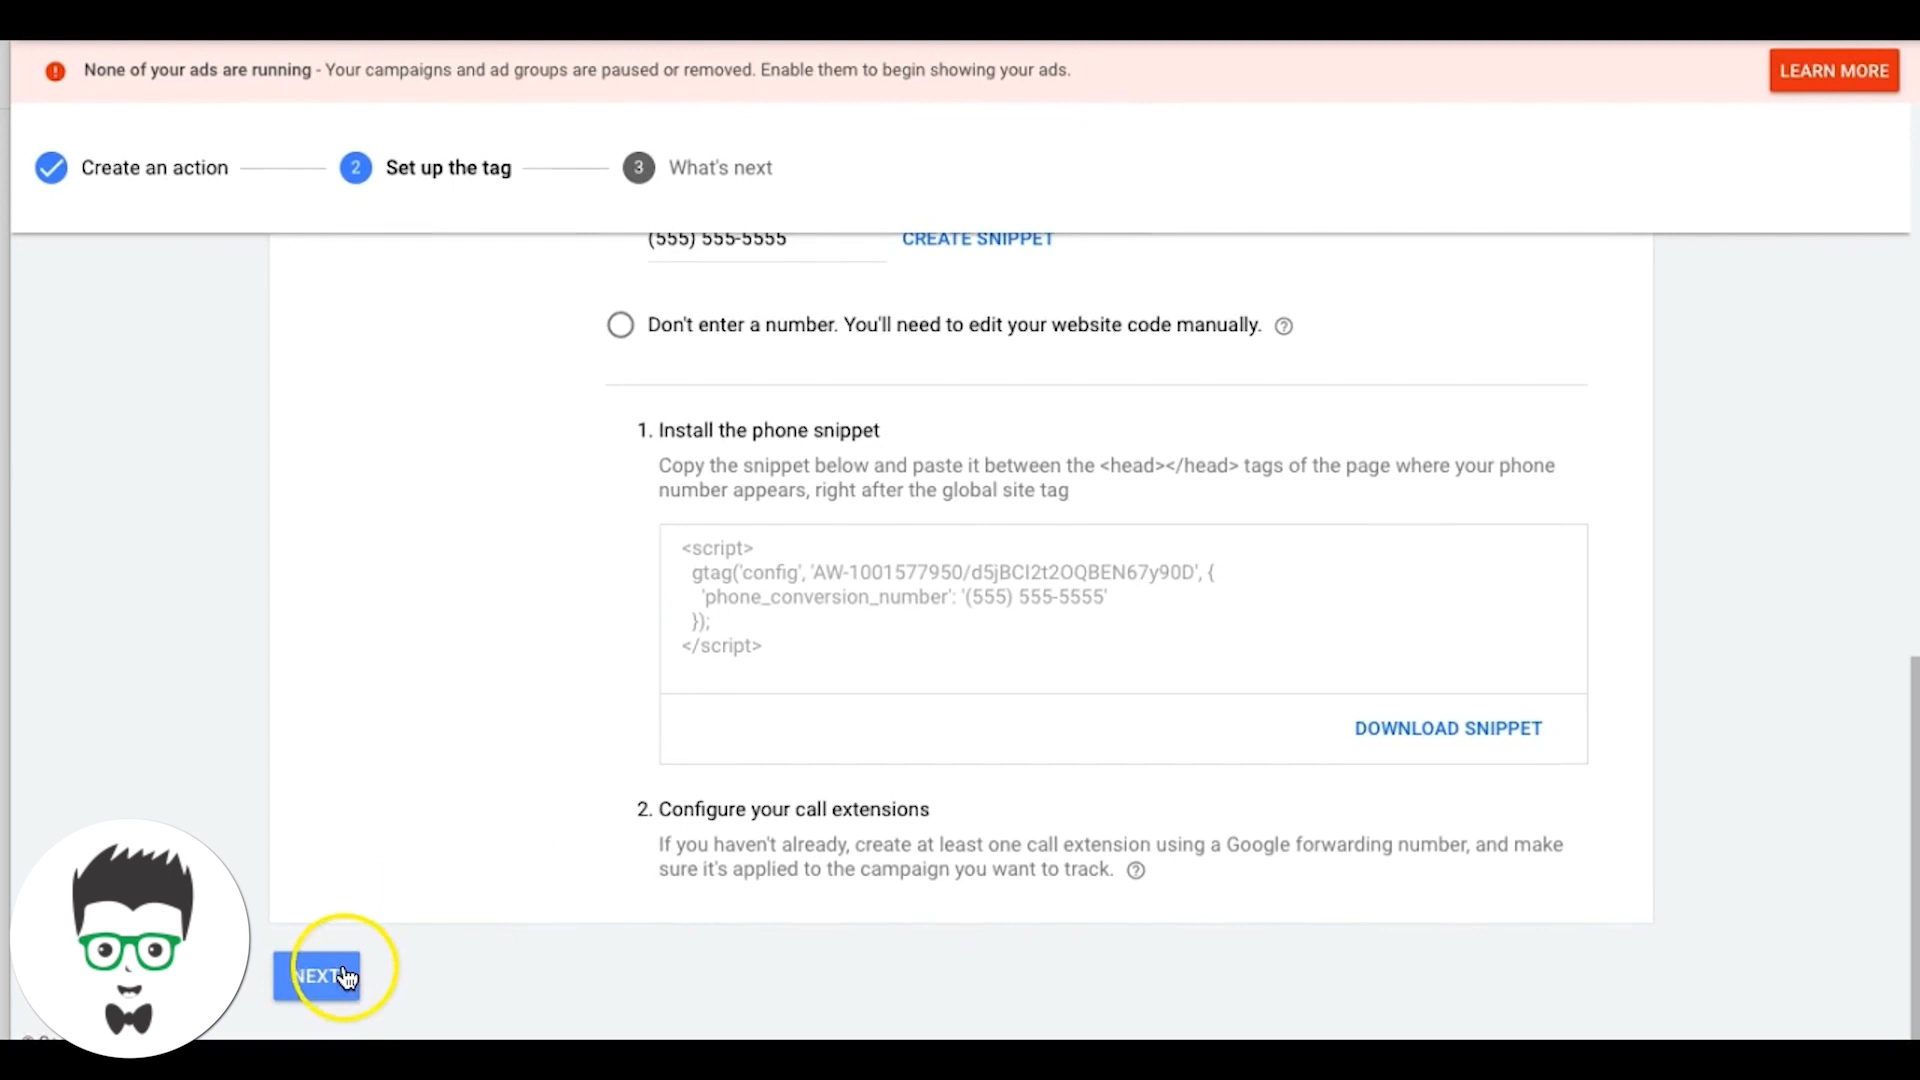 None of your ads are running - Your campaigns and ad groups are paused or removed. Enable them to begin showing your ads.
LEARN MORE
Create an action
2 Set up the tag
3 What's next
(555) 555-5555
CREATE SNIPPET
Don't enter a number. You'll need to edit your website code manually.
1. Install the phone snippet
Copy the snippet below and paste it between the <head></head> tags of the page where your phone
number appears, right after the global site tag
<script>
gtag('config', 'AW-1001577950/d5jBCI2t2OQBEN67y90D', {
'phone_conversion_number': '(555) 555-5555'
});
</script>
DOWNLOAD SNIPPET
2. Configure your call extensions
If you haven't already, create at least one call extension using a Google forwarding number, and make
sure it's applied to the campaign you want to track.
NEXT